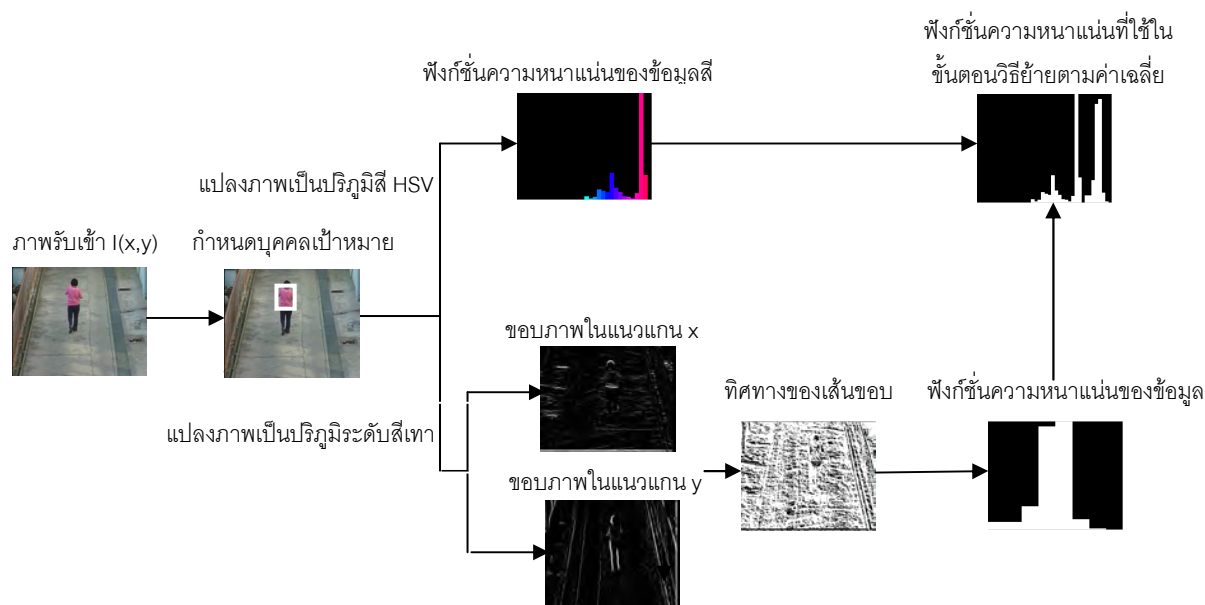 ฟังก์ชั่นความหนาแน่นที่ใช้ใน
ขั้นตอนวิธีย้ายตามค่าเฉลี่ย
ฟังก์ชั่นความหนาแน่นของข้อมูลสี
แปลงภาพเป็นปริภูมิสี HSV
ภาพรับเข้า I(x,y)
กำหนดบุคคลเป้าหมาย
ขอบภาพในแนวแกน x
ทิศทางของเส้นขอบ
ฟังก์ชั่นความหนาแน่นของข้อมูล
แปลงภาพเป็นปริภูมิระดับสีเทา
ขอบภาพในแนวแกน y